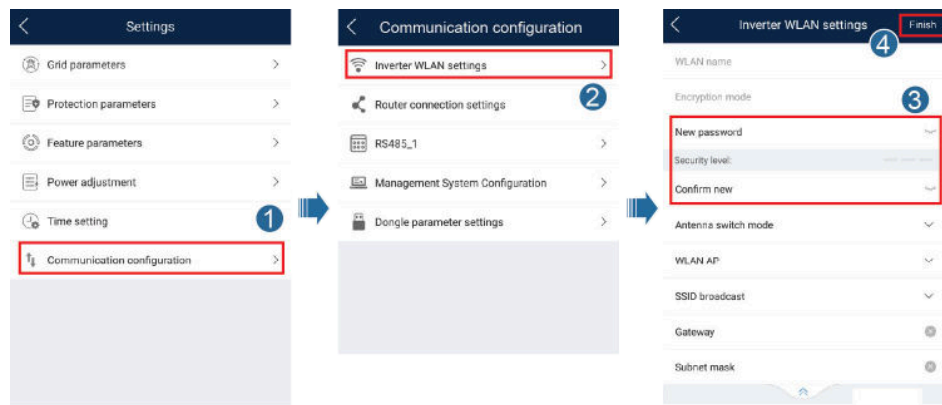 Settings
Grid parameters
Protection parameters
Feature parameters
Power adjustment
Time setting
1
Communication configuration
Communication configuration
Inverter WLAN settings
2
Router connection settings
RS485_1
Management System Configuration
Dongle parameter settings
Inverter WLAN settings
Finish
4
WLAN name
Encryption mode
3
New password
Security level:
Confirm new
Antenna switch mode
WLAN AP
SSID broadcast
Gateway
Subnet mask